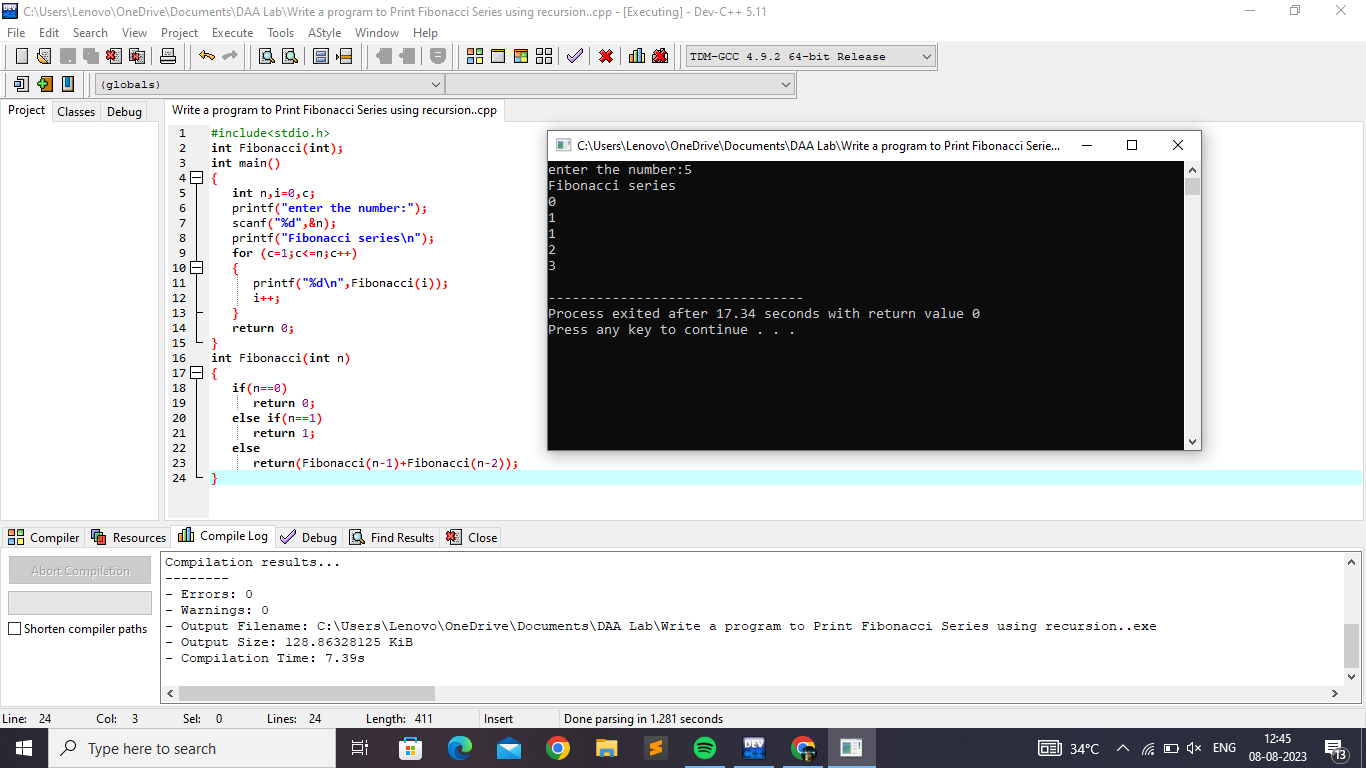 C:\Users\Lenovo\OneDrive\Documents\DAA Lab\Write a program to Print Fibonacci Series using recursion..cpp - [Executing] - Dev-C++ 5.11
File Edit Search View Project Execute Tools AStyle Window Help
TDM-GCC 4.9.2 64-bit Release
(globals)
Project Classes Debug
Write a program to Print Fibonacci Series using recursion..cpp
1 #include<stdio.h>
2 int Fibonacci(int);
3 int main()
4 {
5 int n,i=0,c;
6 printf("enter the number:");
7 scanf("%d",&n);
8 printf("Fibonacci series\n");
9 for (c=1;c<=n;c++)
10 {
11 printf("%d\n",Fibonacci(i));
12 i++;
13 }
14 return 0;
15 }
16 int Fibonacci(int n)
17 {
18 if(n==0)
19 return 0;
20 else if(n==1)
21 return 1;
22 else
23 return(Fibonacci(n-1)+Fibonacci(n-2));
24 }
C:\Users\Lenovo\OneDrive\Documents\DAA Lab\Write a program to Print Fibonacci Serie...
enter the number:5
Fibonacci series
0
1
1
2
3
--------------------------------
Process exited after 17.34 seconds with return value 0
Press any key to continue . . .
Compiler Resources Compile Log Debug Find Results Close
Abort Compilation
Shorten compiler paths
Compilation results...
--------
- Errors: 0
- Warnings: 0
- Output Filename: C:\Users\Lenovo\OneDrive\Documents\DAA Lab\Write a program to Print Fibonacci Series using recursion..exe
- Output Size: 128.86328125 KiB
- Compilation Time: 7.39s
Line: 24 Col: 3 Sel: 0 Lines: 24 Length: 411 Insert Done parsing in 1.281 seconds
Type here to search
DEV
34°C
ENG
12:45
08-08-2023
13